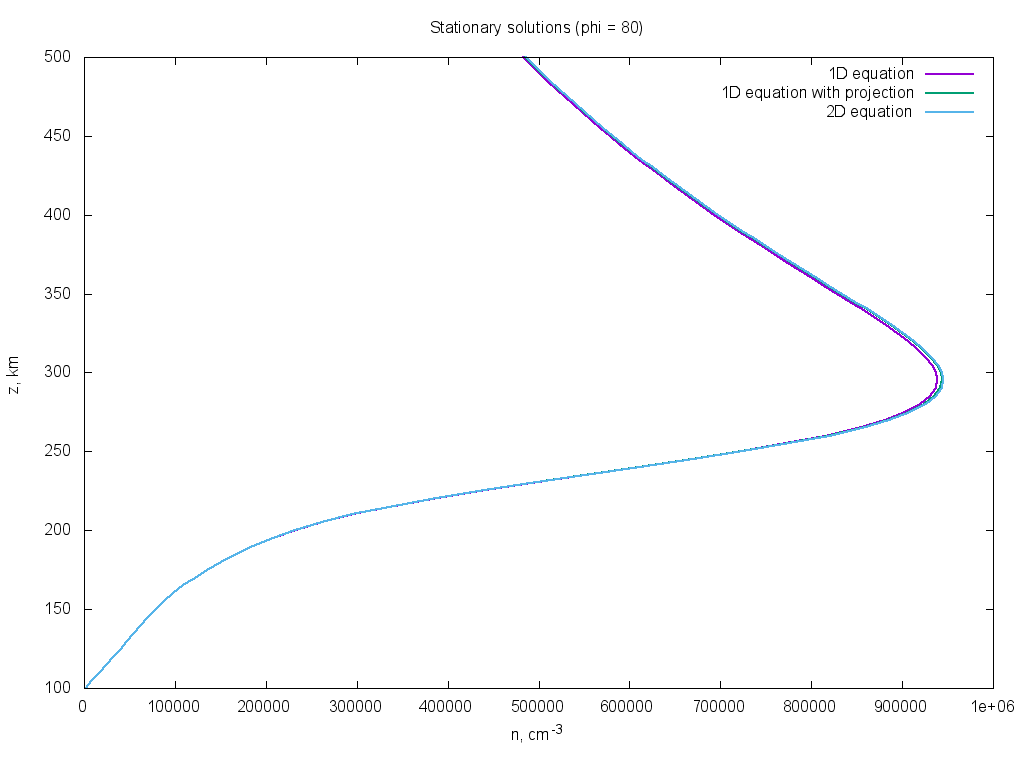 Stationary solutions (phi = 80)
1D equation
1D equation with projection
2D equation
500
450
400
350
300
250
200
150
100
z, km
0 100000 200000 300000 400000 500000 600000 700000 800000 900000 1e+06
n, cm-3